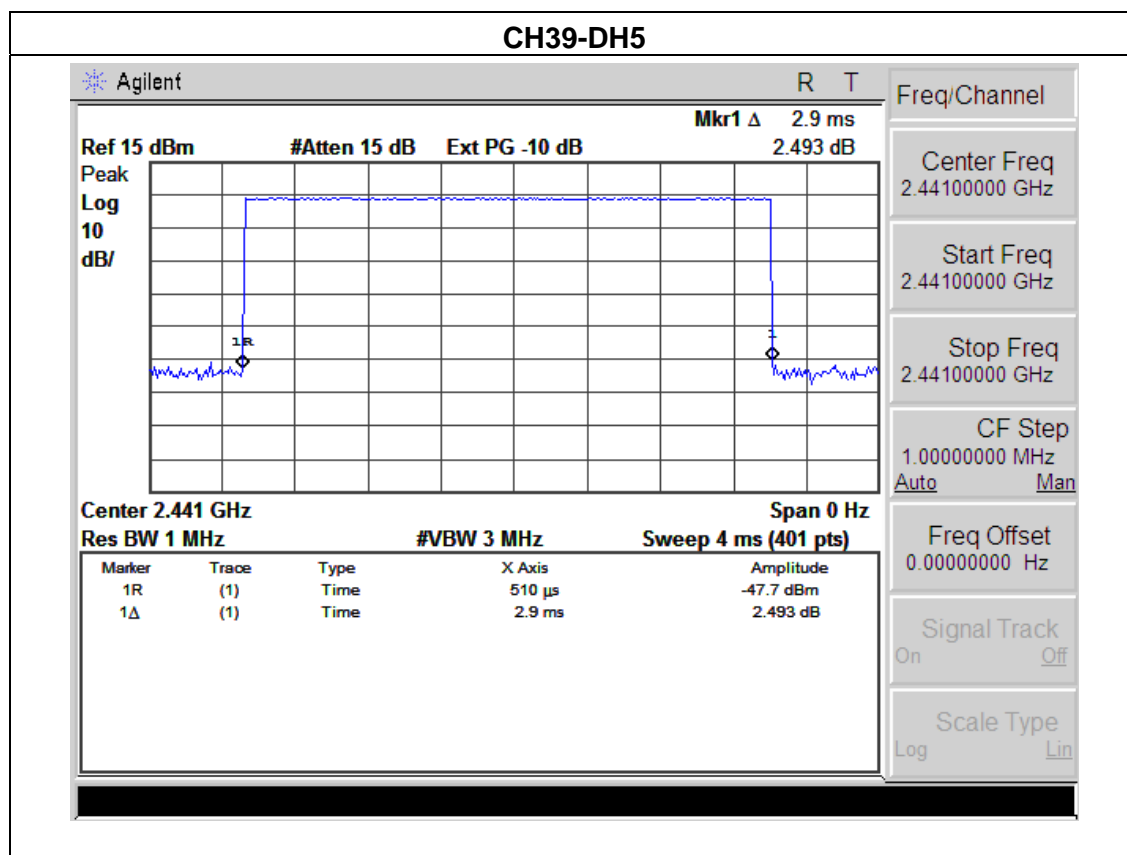 CH39-DH5
Agilent R T
Mkr1 Δ 2.9 ms
Ref 15 dBm #Atten 15 dB Ext PG -10 dB 2.493 dB
Peak
Log
10
dB/
1R
1
Center 2.441 GHz Span 0 Hz
Res BW 1 MHz #VBW 3 MHz Sweep 4 ms (401 pts)
Marker Trace Type X Axis Amplitude
1R (1) Time 510 µs -47.7 dBm
1Δ (1) Time 2.9 ms 2.493 dB
Freq/Channel
Center Freq
2.44100000 GHz
Start Freq
2.44100000 GHz
Stop Freq
2.44100000 GHz
CF Step
1.00000000 MHz
Auto Man
Freq Offset
0.00000000 Hz
Signal Track
On Off
Scale Type
Log Lin